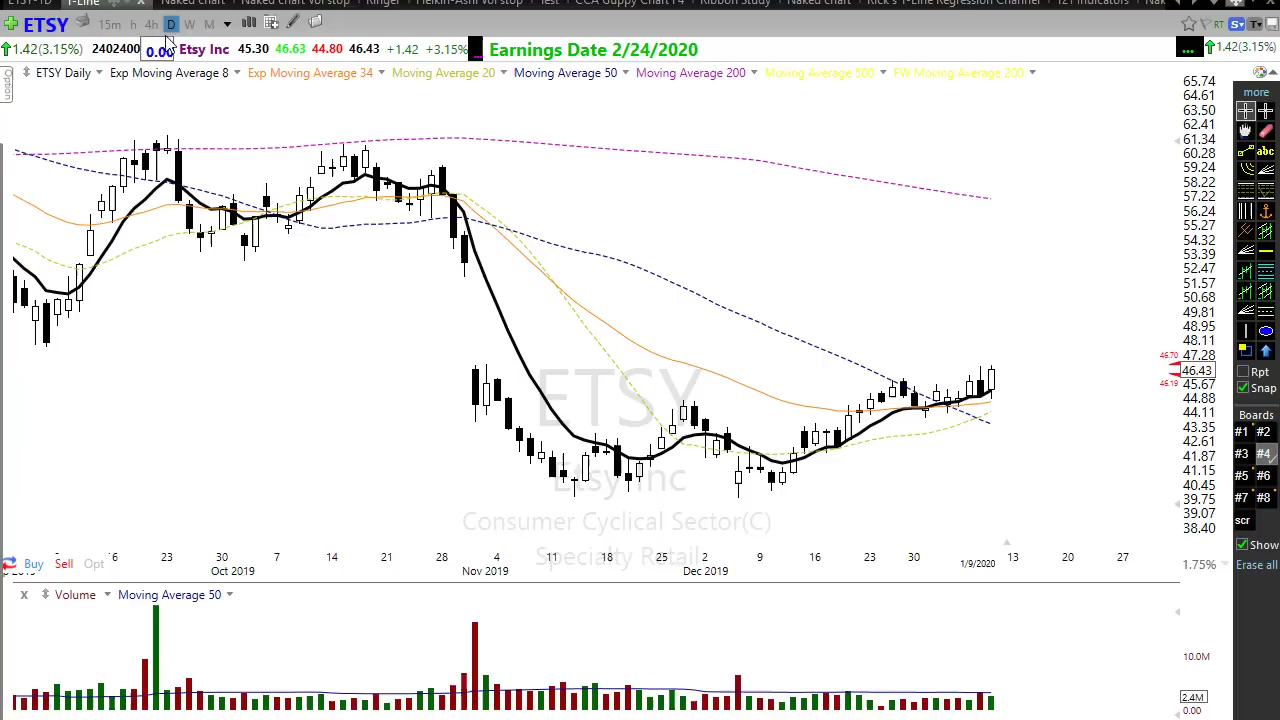 ETSY 15m h 4h D W M
1.42(3.15%) 2402400 0.00 Etsy Inc 45.30 46.63 44.80 46.43 +1.42 +3.15% Earnings Date 2/24/2020 ... 1.42(3.15%)
ETSY Daily Exp Moving Average 8 Exp Moving Average 34 Moving Average 20 Moving Average 50 Moving Average 200 Moving Average 500 FW Moving Average 200
Option
65.74
64.61
63.50
62.41
61.34
60.28
59.24
58.22
57.22
56.24
55.27
54.32
53.39
52.47
51.57
50.68
49.81
48.95
48.11
47.28
46.70
46.43
46.19
45.67
44.88
44.11
43.35
42.61
41.87
41.15
40.45
39.75
39.07
38.40
more
abc
Rpt
Snap
Boards
#1 #2
#3 #4
#5 #6
#7 #8
scr
Show
Erase all
ETSY
Etsy Inc
Consumer Cyclical Sector(C)
Specialty Retail
16 23 30 7 14 21 28 4 11 18 25 2 9 16 23 30 13 20 27
Oct 2019 Nov 2019 Dec 2019 1/9/2020
Buy Sell Opt
1.75%
x Volume Moving Average 50
10.0M
2.4M
0.00